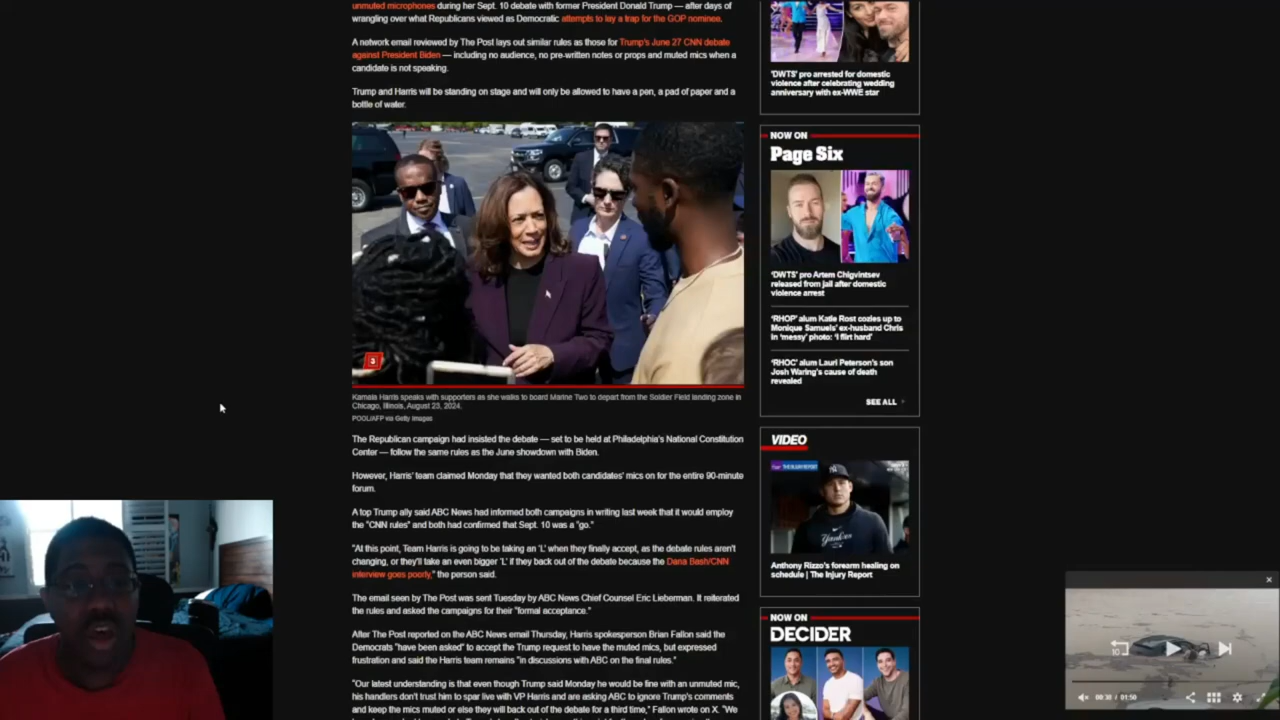 unmuted microphones during her Sept. 10 debate with former President Donald Trump — after days of
wrangling over what Republicans viewed as Democratic attempts to lay a trap for the GOP nominee.
A network email reviewed by The Post lays out similar rules as those for Trump's June 27 CNN debate
against President Biden — including no audience, no pre-written notes or props and muted mics when a
candidate is not speaking.
Trump and Harris will be standing on stage and will only be allowed to have a pen, a pad of paper and a
bottle of water.
3
Kamala Harris speaks with supporters as she walks to board Marine Two to depart from the Soldier Field landing zone in
Chicago, Illinois, August 23, 2024.
POOL/AFP via Getty Images
The Republican campaign had insisted the debate — set to be held at Philadelphia's National Constitution
Center — follow the same rules as the June showdown with Biden.
However, Harris' team claimed Monday that they wanted both candidates' mics on for the entire 90-minute
forum.
A top Trump ally said ABC News had informed both campaigns in writing last week that it would employ
the "CNN rules" and both had confirmed that Sept. 10 was a "go."
"At this point, Team Harris is going to be taking an 'L' when they finally accept, as the debate rules aren't
changing, or they'll take an even bigger 'L' if they back out of the debate because the Dana Bash/CNN
interview goes poorly," the person said.
The email seen by The Post was sent Tuesday by ABC News Chief Counsel Eric Lieberman. It reiterated
the rules and asked the campaigns for their "formal acceptance."
After The Post reported on the ABC News email Thursday, Harris spokesperson Brian Fallon said the
Democrats "have been asked" to accept the Trump request to have the muted mics, but expressed
frustration and said the Harris team remains "in discussions with ABC on the final rules."
"Our latest understanding is that even though Trump said Monday he would be fine with an unmuted mic,
his handlers don't trust him to spar live with VP Harris and are asking ABC to ignore Trump's comments
and keep the mics muted or else they will back out of the debate for a third time," Fallon wrote on X. "We
'DWTS' pro arrested for domestic
violence after celebrating wedding
anniversary with ex-WWE star
NOW ON
Page Six
'DWTS' pro Artem Chigvintsev
released from jail after domestic
violence arrest
'RHOP' alum Katie Rost cozies up to
Monique Samuels' ex-husband Chris
in 'messy' photo: 'I flirt hard'
'RHOC' alum Lauri Peterson's son
Josh Waring's cause of death
revealed
SEE ALL
VIDEO
THE INJURY REPORT
Yankees
Anthony Rizzo's forearm healing on
schedule | The Injury Report
NOW ON
DECIDER
10
00:30 / 01:50